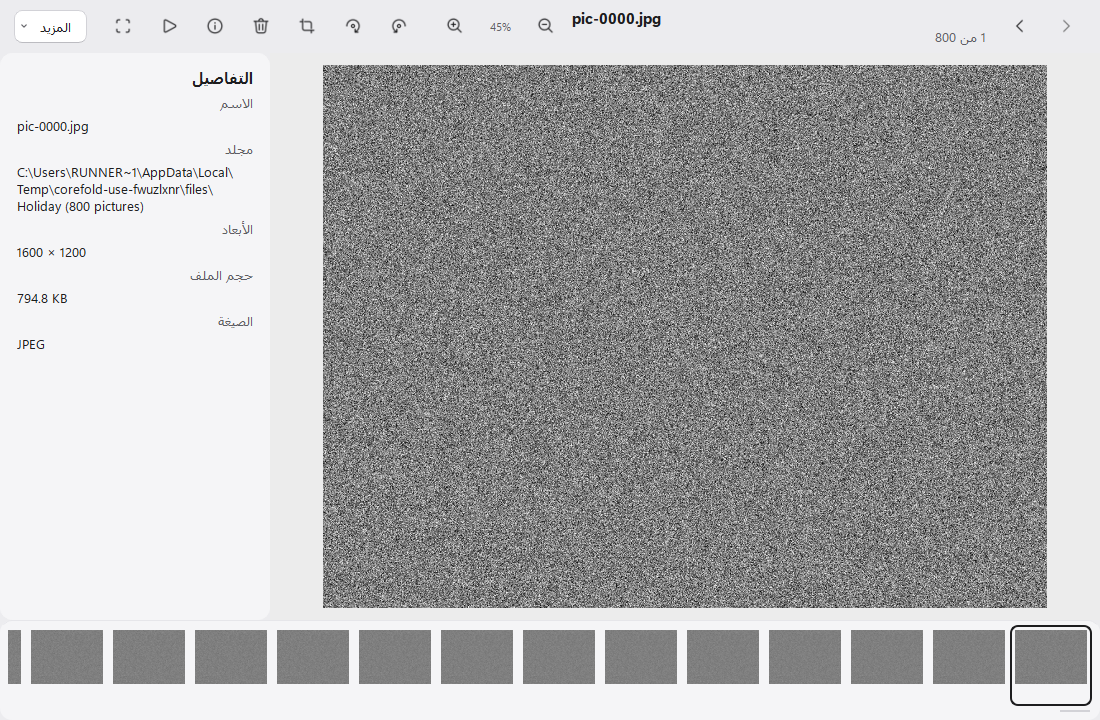 1 من 800
pic-0000.jpg
45%
المزيد
التفاصيل
الاسم
pic-0000.jpg
مجلد
C:\Users\RUNNER~1\AppData\Local\
Temp\corefold-use-fwuzlxnr\files\
Holiday (800 pictures)
الأبعاد
1600 × 1200
حجم الملف
794.8 KB
الصيغة
JPEG